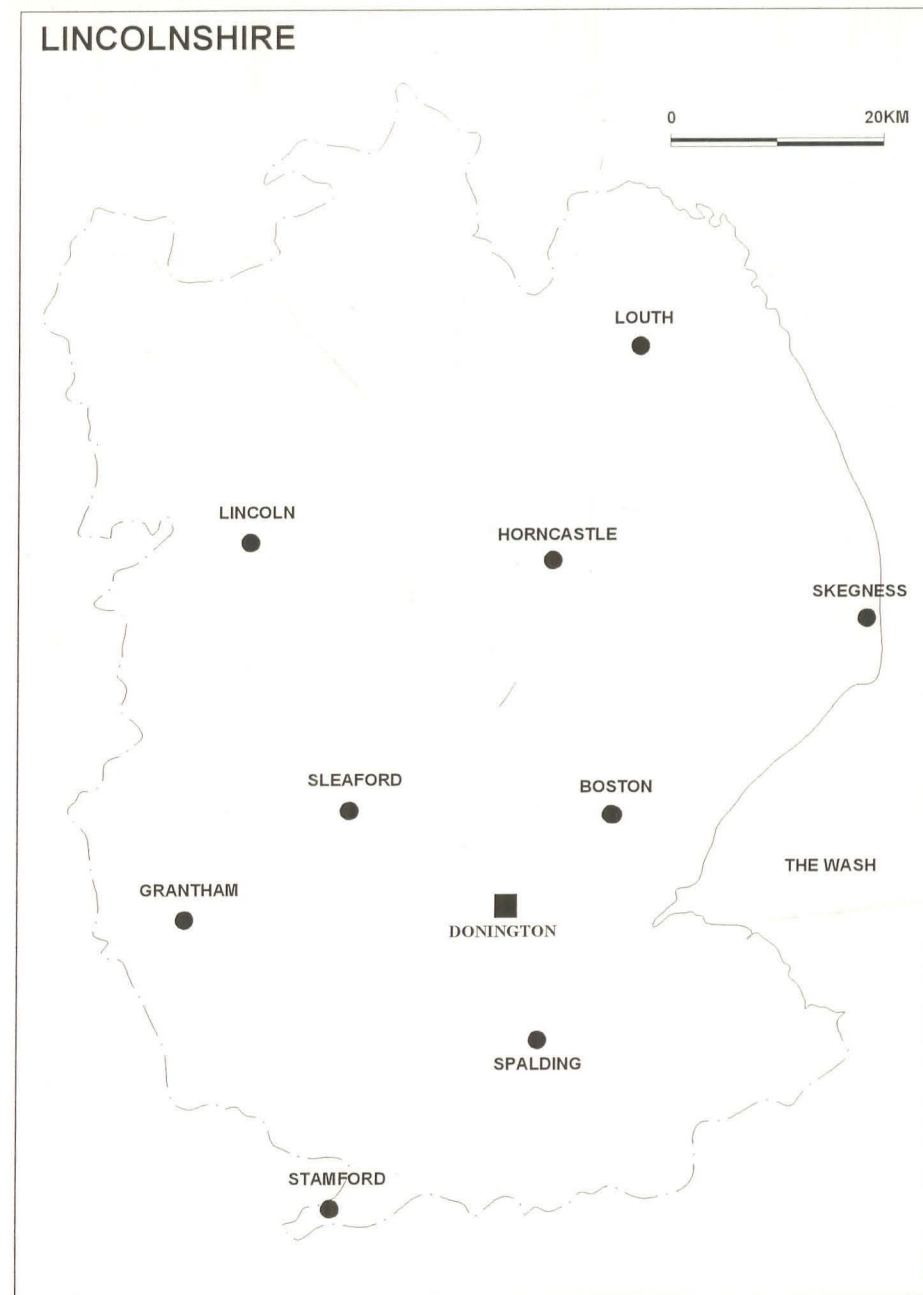 LINCOLNSHIRE
0 20KM
LOUTH
LINCOLN
HORNCASTLE
SKEGNESS
SLEAFORD
BOSTON
THE WASH
GRANTHAM
DONINGTON
SPALDING
STAMFORD